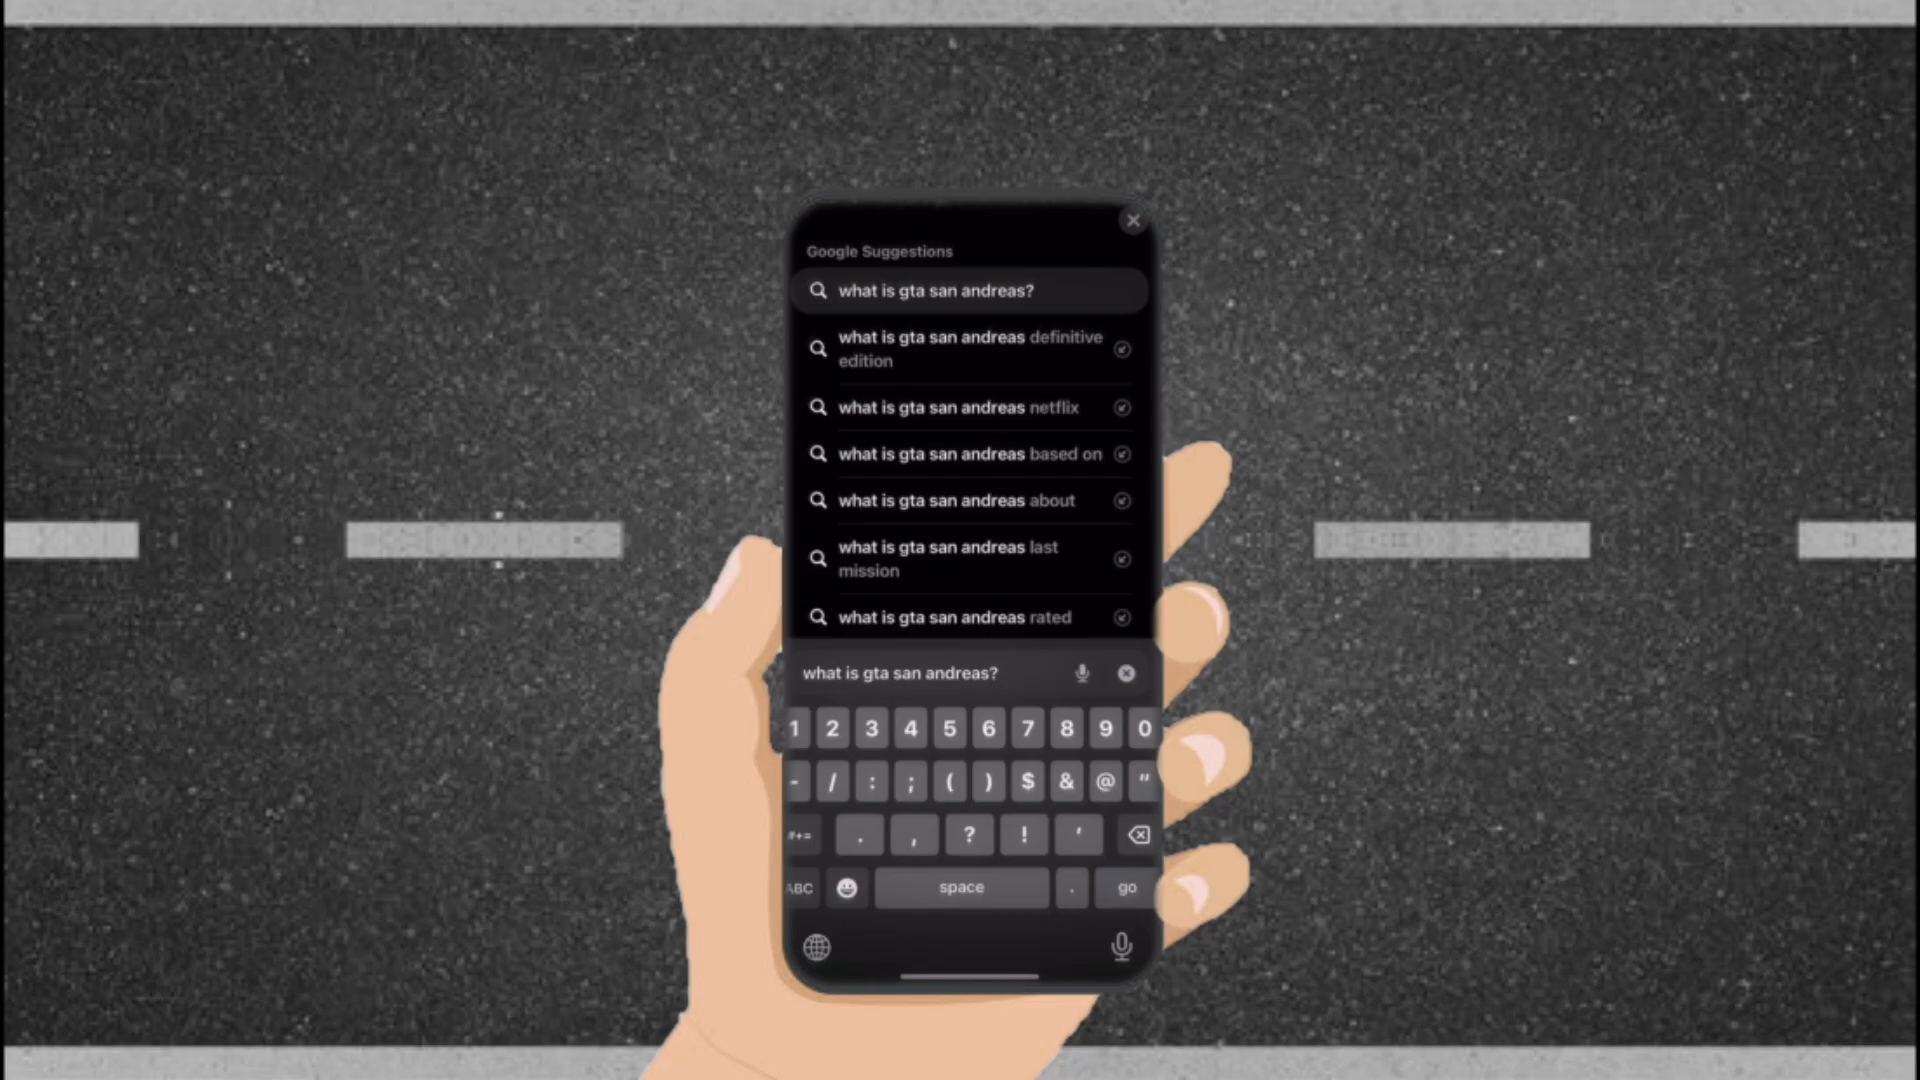 Google Suggestions
what is gta san andreas?
what is gta san andreas definitive
edition
what is gta san andreas netflix
what is gta san andreas based on
what is gta san andreas about
what is gta san andreas last
mission
what is gta san andreas rated
what is gta san andreas?
1 2 3 4 5 6 7 8 9 0
- / : ; ( ) $ & @ "
#+= . , ? ! '
ABC space . go